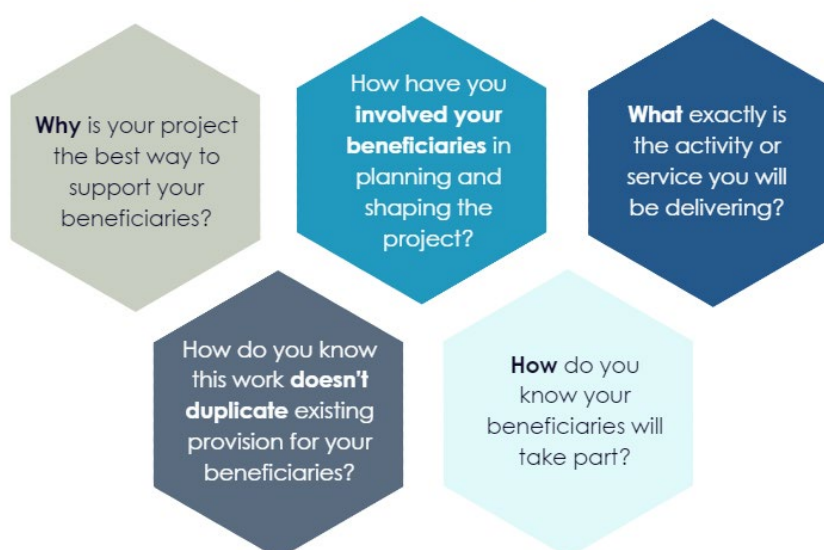 Why is your project
the best way to
support your
beneficiaries?
How have you
involved your
beneficiaries in
planning and
shaping the
project?
What exactly is
the activity or
service you will
be delivering?
How do you know
this work doesn't
duplicate existing
provision for your
beneficiaries?
How do you
know your
beneficiaries will
take part?